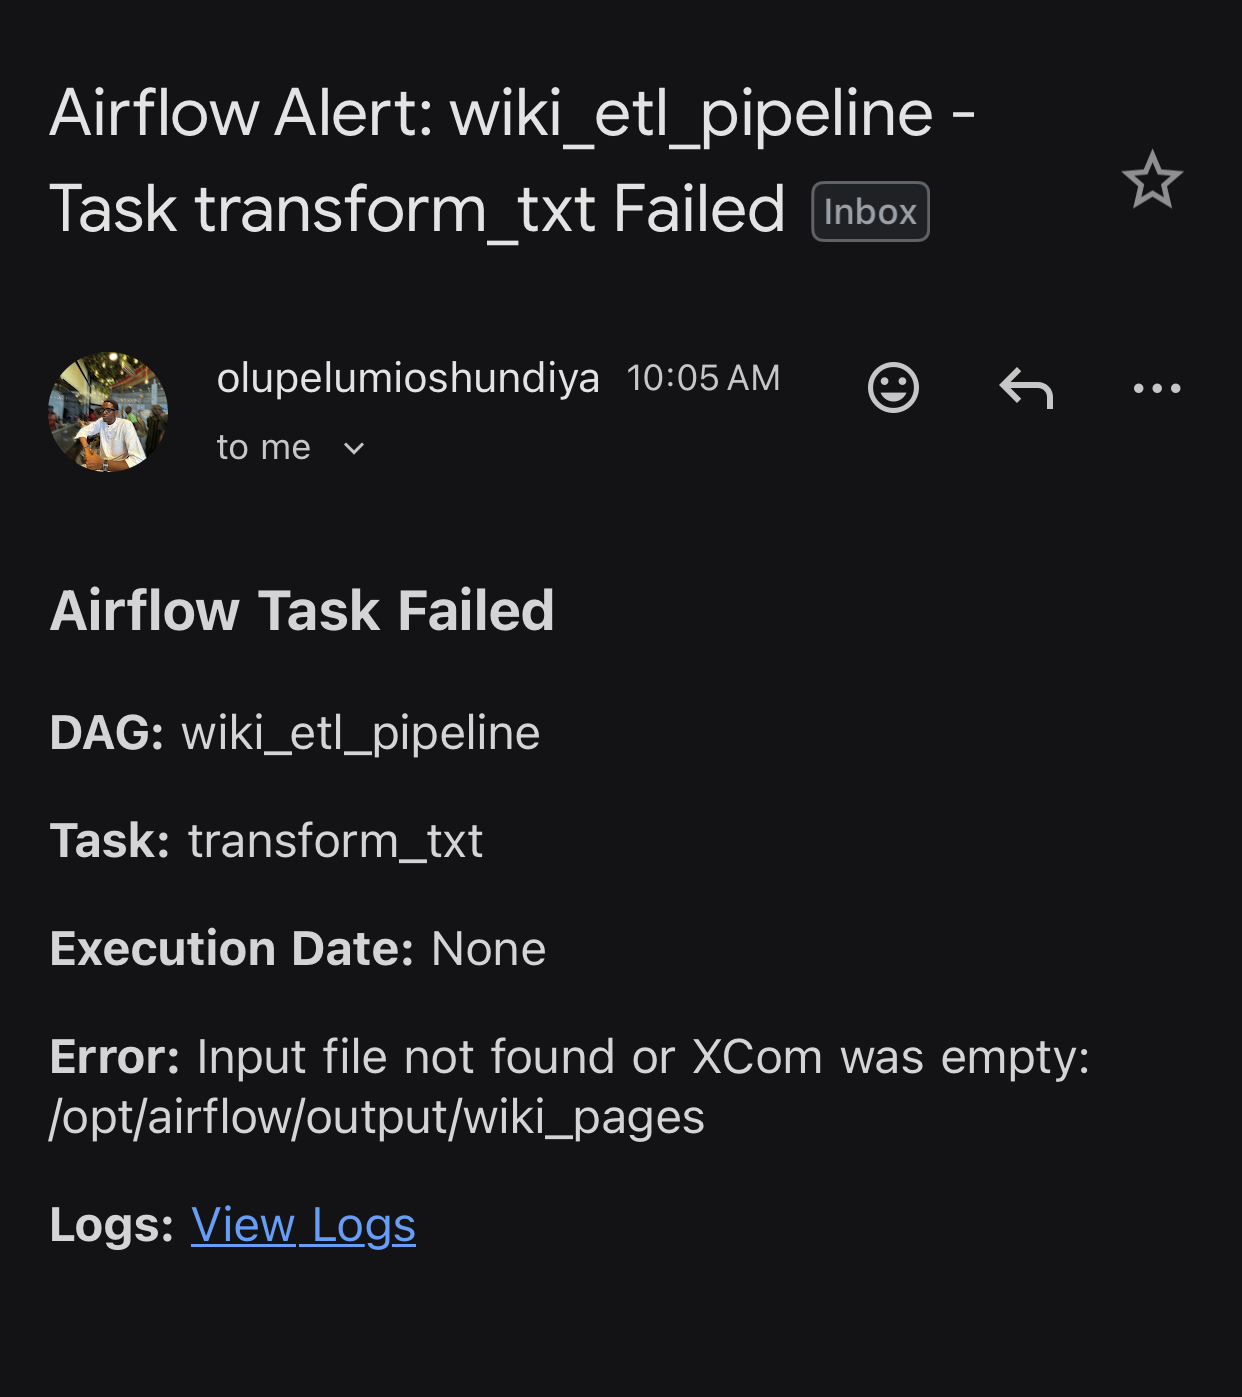 Airflow Alert: wiki_etl_pipeline -
Task transform_txt Failed Inbox
olupelumioshundiya 10:05 AM
to me
Airflow Task Failed
DAG: wiki_etl_pipeline
Task: transform_txt
Execution Date: None
Error: Input file not found or XCom was empty:
/opt/airflow/output/wiki_pages
Logs: View Logs